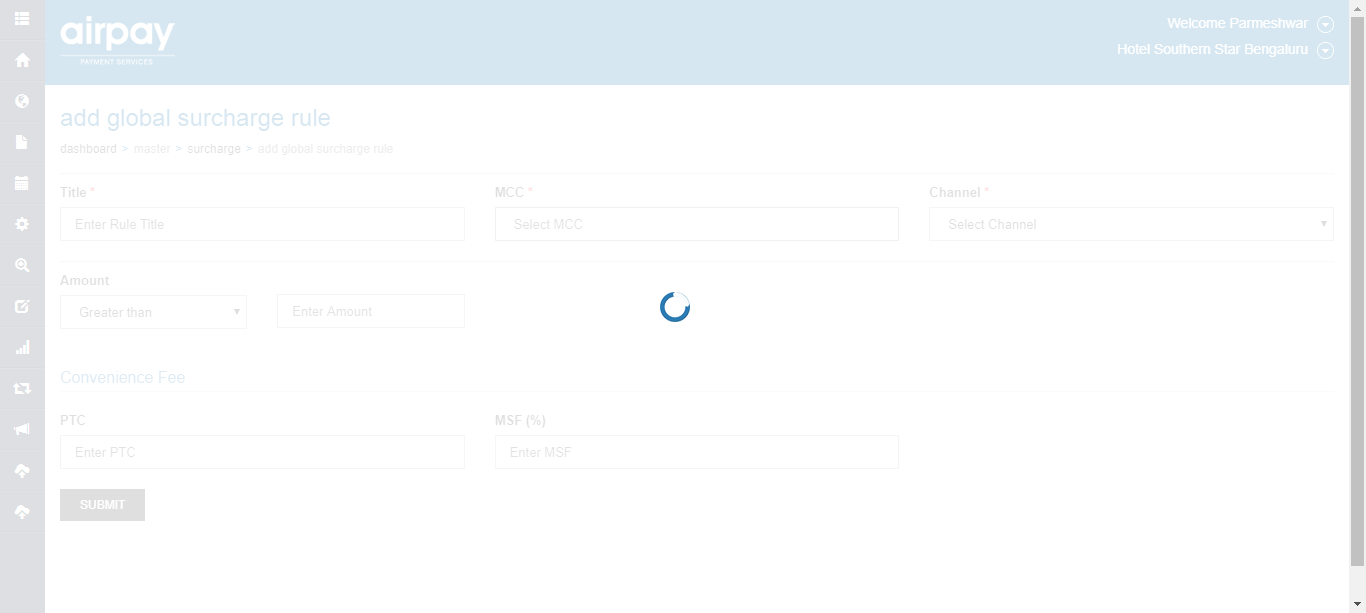 airpay
PAYMENT SERVICES
Welcome Parmeshwar
Hotel Southern Star Bengaluru
add global surcharge rule
dashboard > master > surcharge > add global surcharge rule
Title * MCC * Channel *
Enter Rule Title Select MCC Select Channel
Amount
Greater than Enter Amount
Convenience Fee
PTC MSF (%)
Enter PTC Enter MSF
SUBMIT